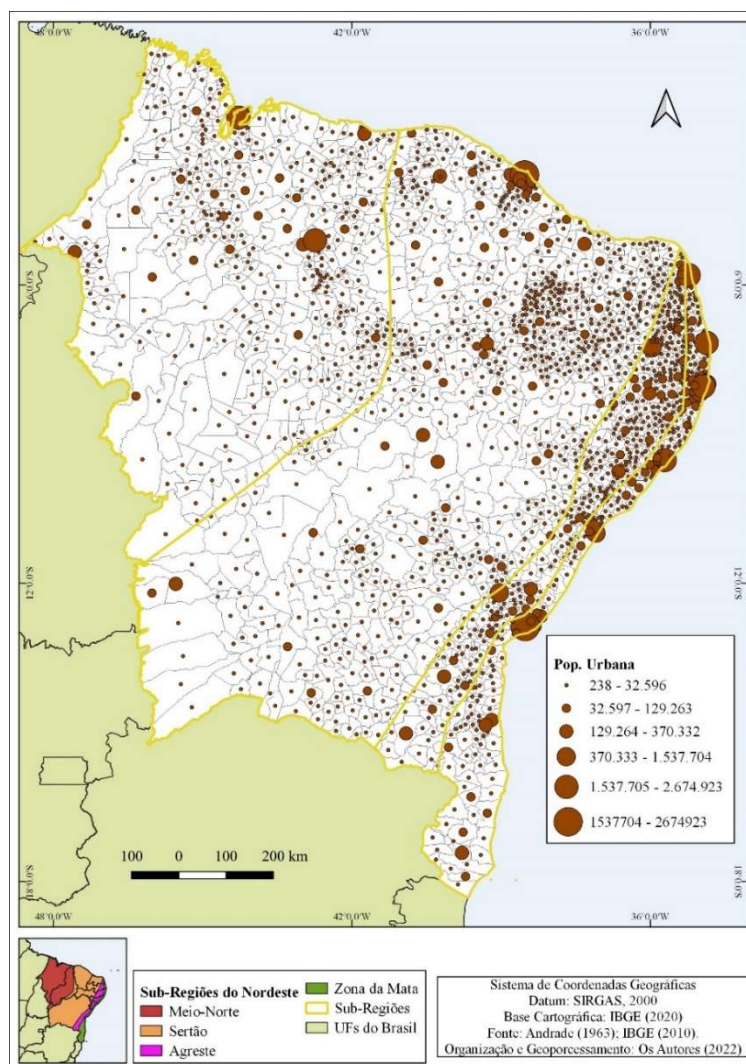 48°0.0'W
42°0.0'W
36°0.0'W
6°0.0'S
6°0.0'S
12°0.0'S
12°0.0'S
Pop. Urbana
238 - 32.596
32.597 - 129.263
129.264 - 370.332
370.333 - 1.537.704
1.537.705 - 2.674.923
1537704 - 2674923
100 0 100 200 km
18°0.0'S
18°0.0'S
48°0.0'W
42°0.0'W
36°0.0'W
Sub-Regiões do Nordeste
Meio-Norte
Sertão
Agreste
Zona da Mata
Sub-Regiões
UFs do Brasil
Sistema de Coordenadas Geográficas
Datum: SIRGAS, 2000
Base Cartográfica: IBGE (2020)
Fonte: Andrade (1963); IBGE (2010).
Organização e Geoporcessamento: Os Autores (2022)